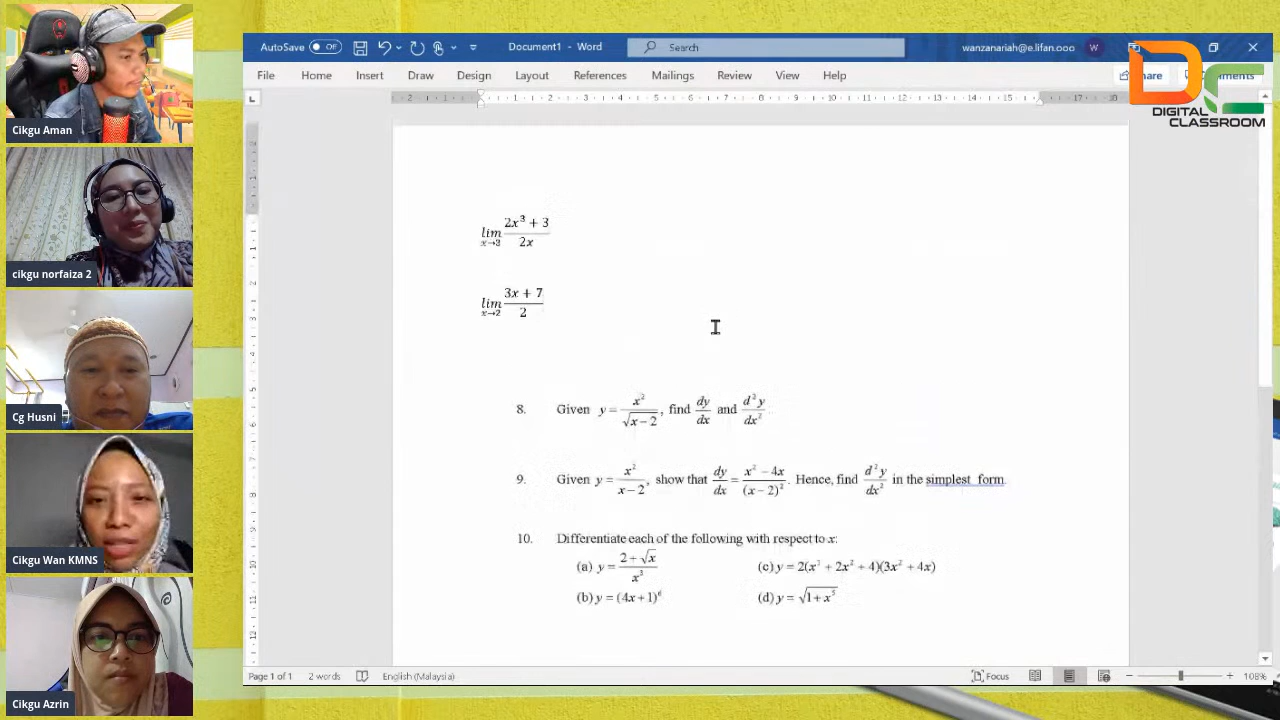 Cikgu Aman
cikgu norfaiza 2
Cg Husni
Cikgu Wan KMNS
Cikgu Azrin
AutoSave Off
Document1 - Word
Search
wanzanariah@e.lifan.ooo W
File Home Insert Draw Design Layout References Mailings Review View Help
DIGITAL
CLASSROOM
lim x→3 (2x³ + 3)/(2x)
lim x→2 (3x + 7)/2
8. Given y = x²/√(x−2), find dy/dx and d²y/dx²
9. Given y = x²/(x−2), show that dy/dx = (x² − 4x)/(x−2)². Hence, find d²y/dx² in the simplest form.
10. Differentiate each of the following with respect to x:
(a) y = (2 + √x)/x³ (c) y = 2(x³ + 2x² + 4)(3x² + 4x)
(b) y = (4x+1)⁶ (d) y = √(1+x⁵)
Page 1 of 1 2 words English (Malaysia) Focus 108%